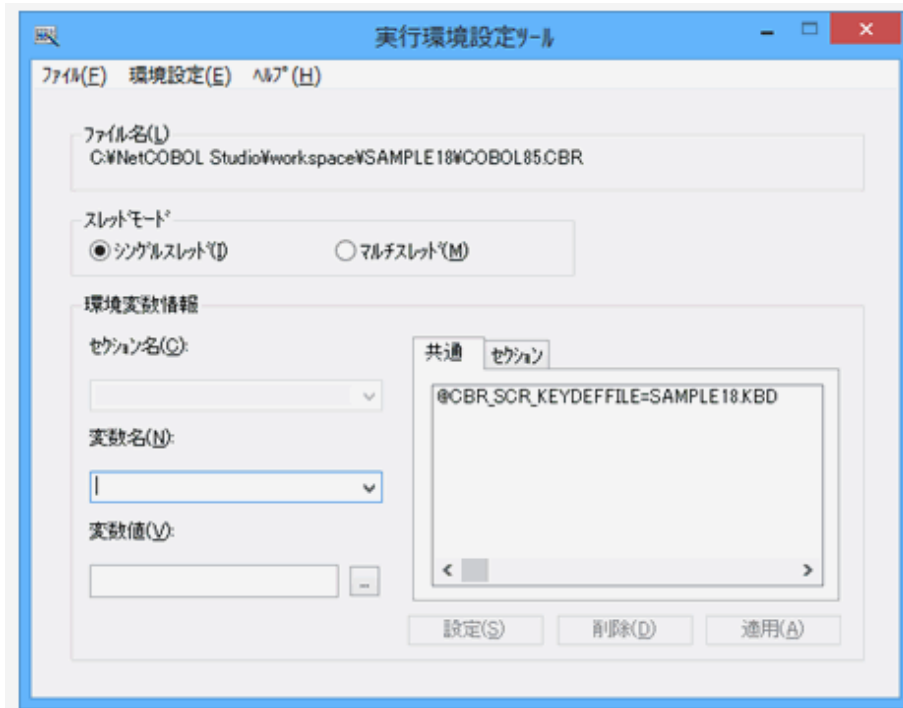 実行環境設定ﾂｰﾙ
ﾌｧｲﾙ(F) 環境設定(E) ﾍﾙﾌﾟ(H)
ﾌｧｲﾙ名(L)
C:¥NetCOBOL Studio¥workspace¥SAMPLE18¥COBOL85.CBR
ｽﾚｯﾄﾞﾓｰﾄﾞ
ｼﾝｸﾞﾙｽﾚｯﾄﾞ(I) ﾏﾙﾁｽﾚｯﾄﾞ(M)
環境変数情報
ｾｸｼｮﾝ名(C):
共通 ｾｸｼｮﾝ
@CBR_SCR_KEYDEFFILE=SAMPLE18.KBD
変数名(N):
変数値(V):
...
設定(S) 削除(D) 適用(A)